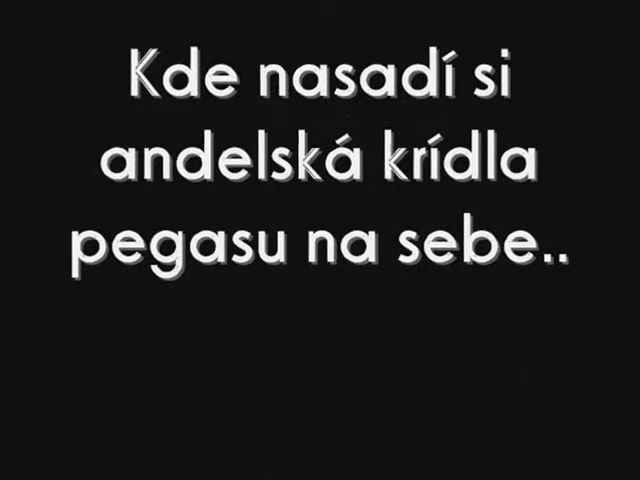 Kde nasadí si
andelská krídla
pegasu na sebe..